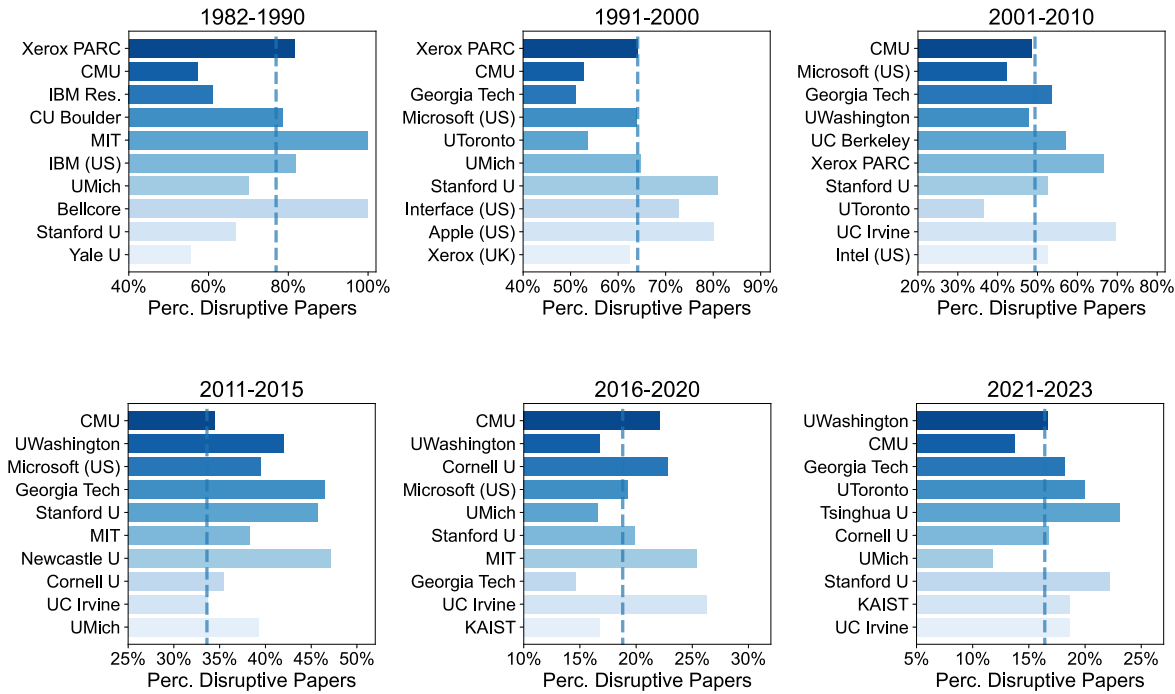 1982-1990
Xerox PARC
CMU
IBM Res.
CU Boulder
MIT
IBM (US)
UMich
Bellcore
Stanford U
Yale U
40% 60% 80% 100%
Perc. Disruptive Papers
1991-2000
Xerox PARC
CMU
Georgia Tech
Microsoft (US)
UToronto
UMich
Stanford U
Interface (US)
Apple (US)
Xerox (UK)
40% 50% 60% 70% 80% 90%
Perc. Disruptive Papers
2001-2010
CMU
Microsoft (US)
Georgia Tech
UWashington
UC Berkeley
Xerox PARC
Stanford U
UToronto
UC Irvine
Intel (US)
20% 30% 40% 50% 60% 70% 80%
Perc. Disruptive Papers
2011-2015
CMU
UWashington
Microsoft (US)
Georgia Tech
Stanford U
MIT
Newcastle U
Cornell U
UC Irvine
UMich
25% 30% 35% 40% 45% 50%
Perc. Disruptive Papers
2016-2020
CMU
UWashington
Cornell U
Microsoft (US)
UMich
Stanford U
MIT
Georgia Tech
UC Irvine
KAIST
10% 15% 20% 25% 30%
Perc. Disruptive Papers
2021-2023
UWashington
CMU
Georgia Tech
UToronto
Tsinghua U
Cornell U
UMich
Stanford U
KAIST
UC Irvine
5% 10% 15% 20% 25%
Perc. Disruptive Papers